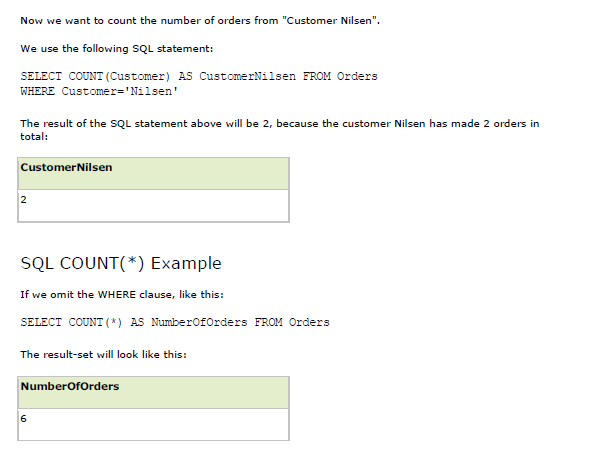 Now we want to count the number of orders from "Customer Nilsen".
We use the following SQL statement:
SELECT COUNT(Customer) AS CustomerNilsen FROM Orders
WHERE Customer='Nilsen'
The result of the SQL statement above will be 2, because the customer Nilsen has made 2 orders in
total:
CustomerNilsen
2
SQL COUNT(*) Example
If we omit the WHERE clause, like this:
SELECT COUNT(*) AS NumberOfOrders FROM Orders
The result-set will look like this:
NumberOfOrders
6